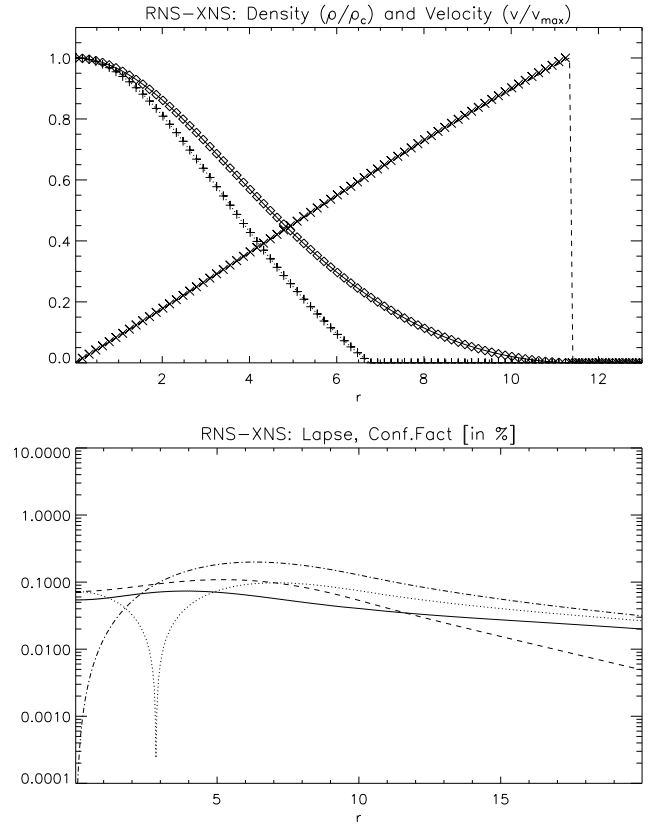 RNS-XNS: Density (ρ/ρc) and Velocity (v/vmax)
1.0
0.8
0.6
0.4
0.2
0.0
2 4 6 8 10 12
r
RNS-XNS: Lapse, Conf.Fact [in %]
10.0000
1.0000
0.1000
0.0100
0.0010
0.0001
5 10 15
r